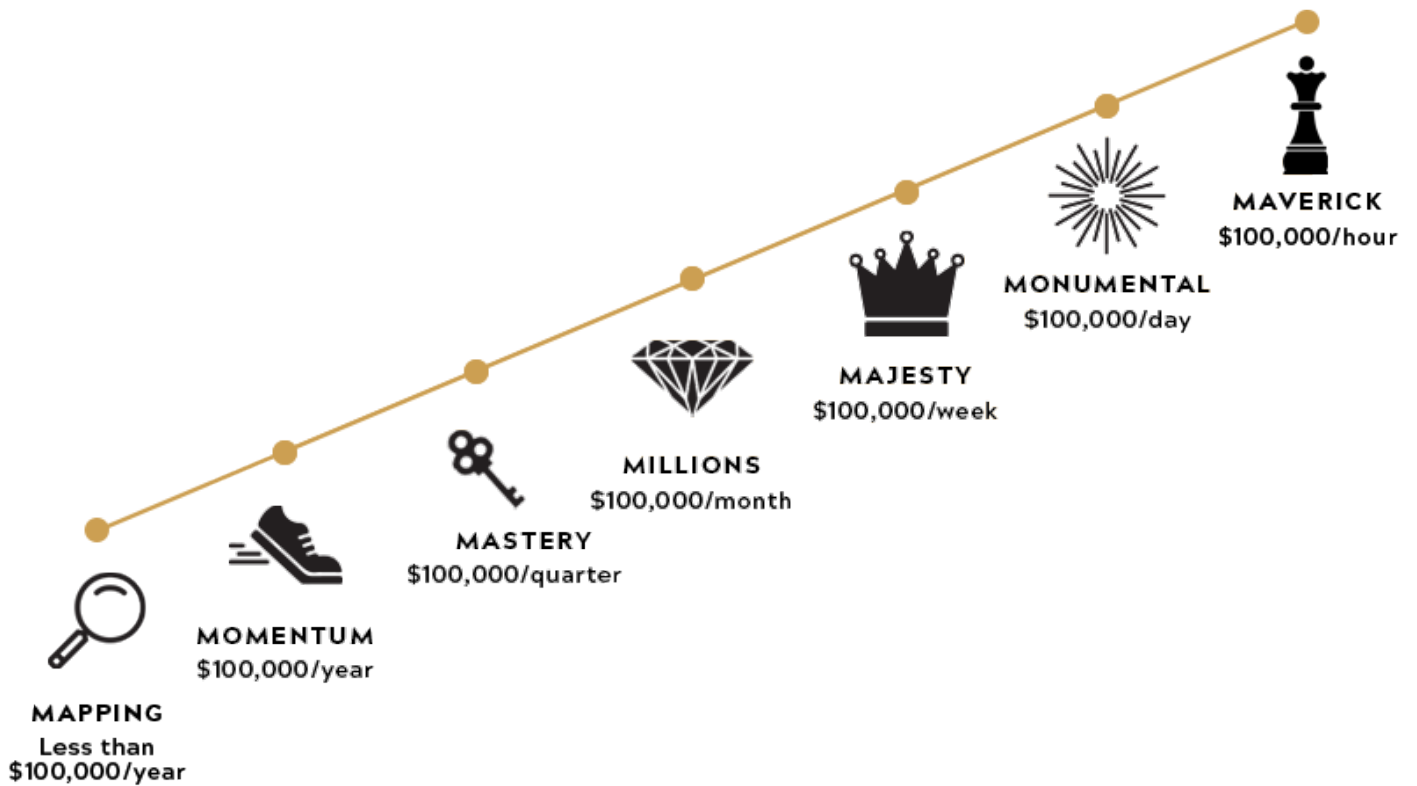 MAPPING
Less than
$100,000/year
MOMENTUM
$100,000/year
MASTERY
$100,000/quarter
MILLIONS
$100,000/month
MAJESTY
$100,000/week
MONUMENTAL
$100,000/day
MAVERICK
$100,000/hour